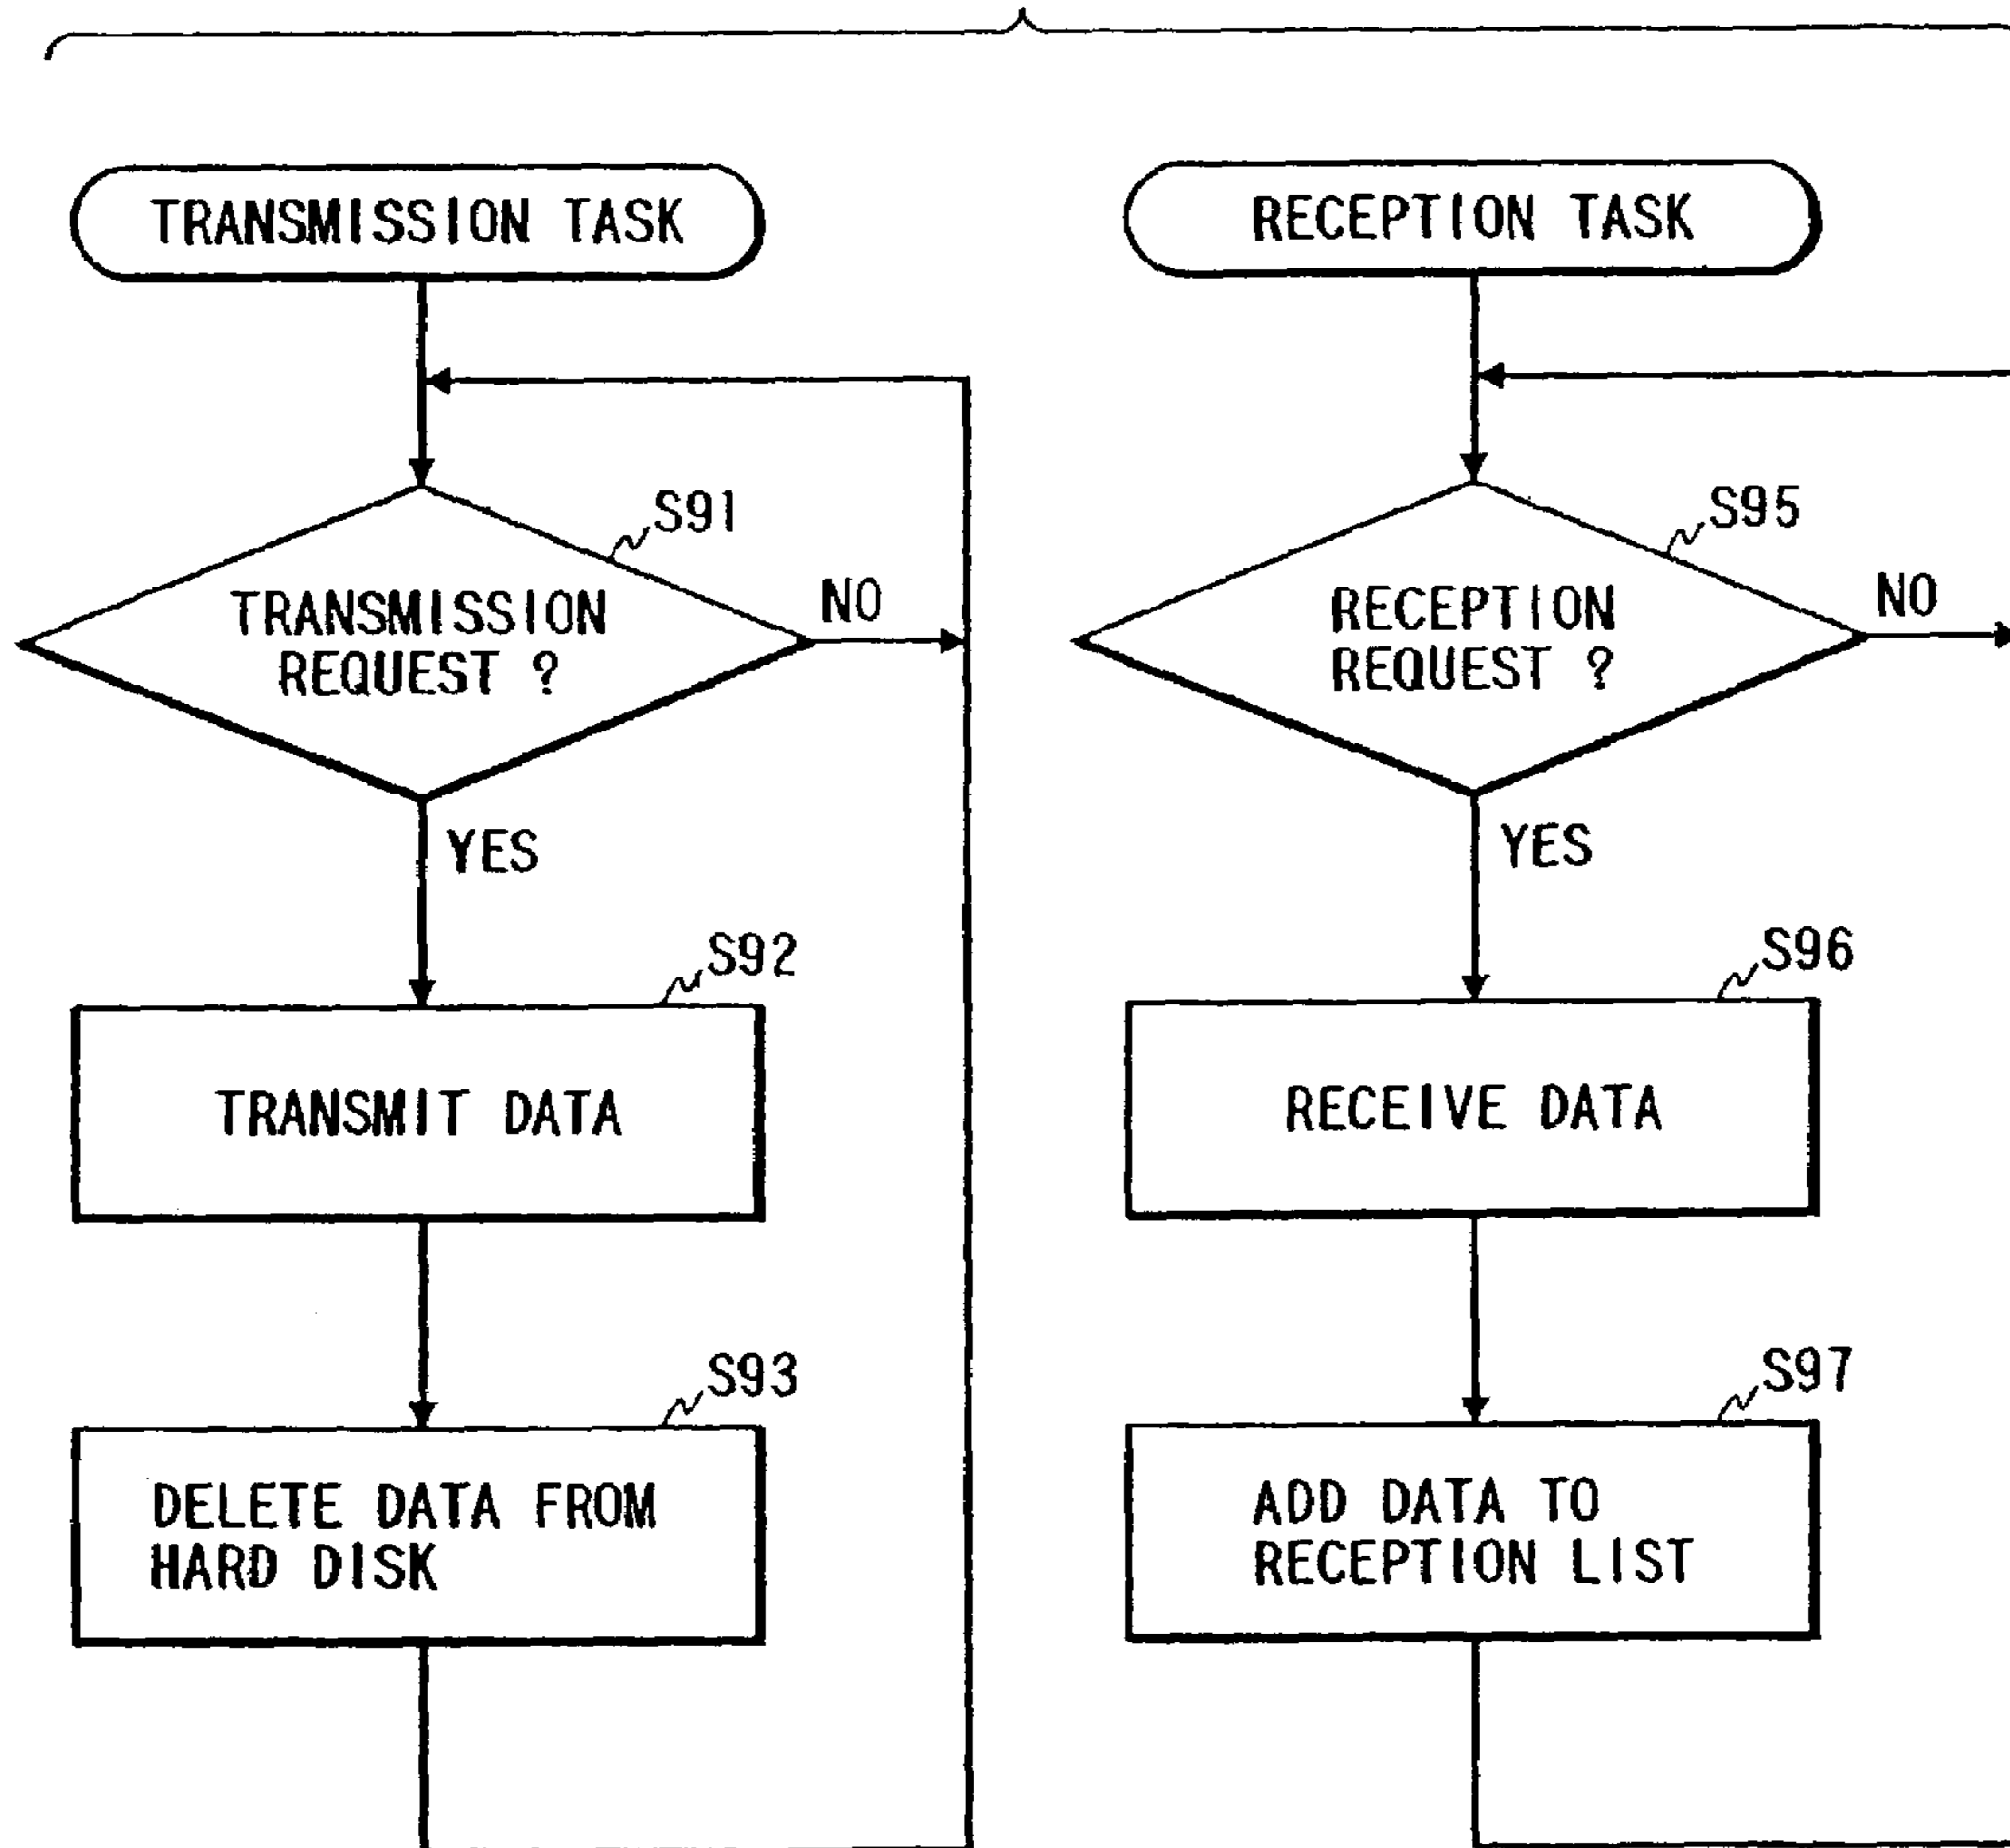 TRANSMISSION TASK
S91
TRANSMISSION
REQUEST ?
NO
YES
S92
TRANSMIT DATA
S93
DELETE DATA FROM
HARD DISK
RECEPTION TASK
S95
RECEPTION
REQUEST ?
NO
YES
S96
RECEIVE DATA
S97
ADD DATA TO
RECEPTION LIST